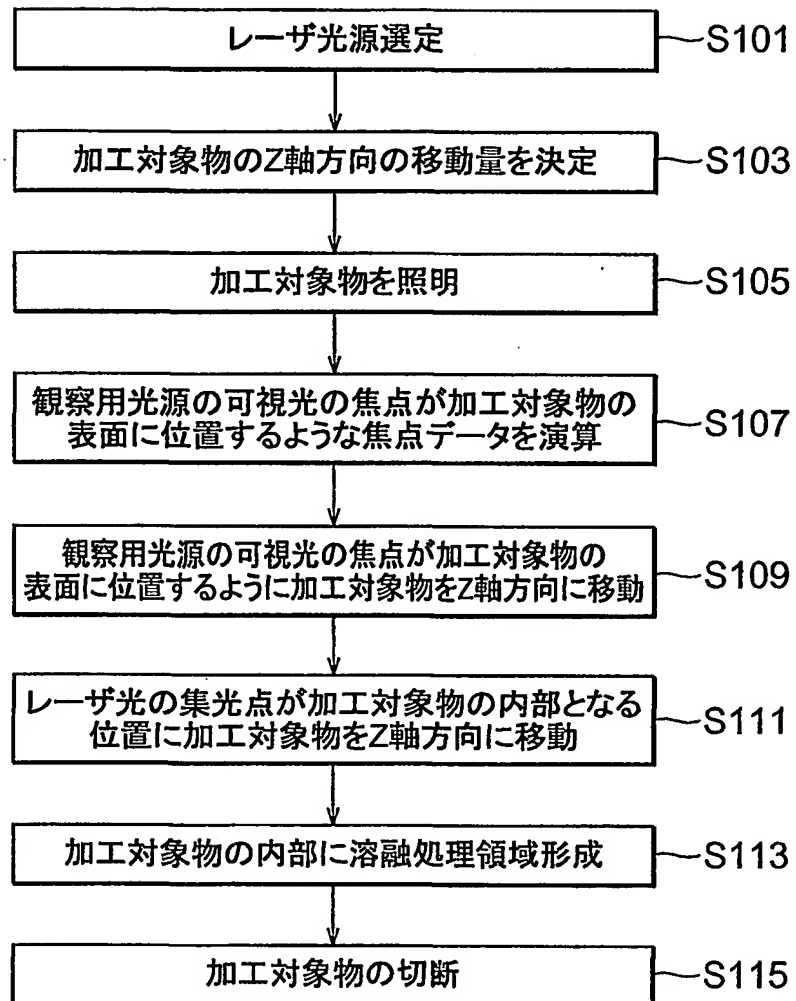 レーザ光源選定
S101
加工対象物のZ軸方向の移動量を決定
S103
加工対象物を照明
S105
観察用光源の可視光の焦点が加工対象物の
表面に位置するような焦点データを演算
S107
観察用光源の可視光の焦点が加工対象物の
表面に位置するように加工対象物をZ軸方向に移動
S109
レーザ光の集光点が加工対象物の内部となる
位置に加工対象物をZ軸方向に移動
S111
加工対象物の内部に溶融処理領域形成
S113
加工対象物の切断
S115